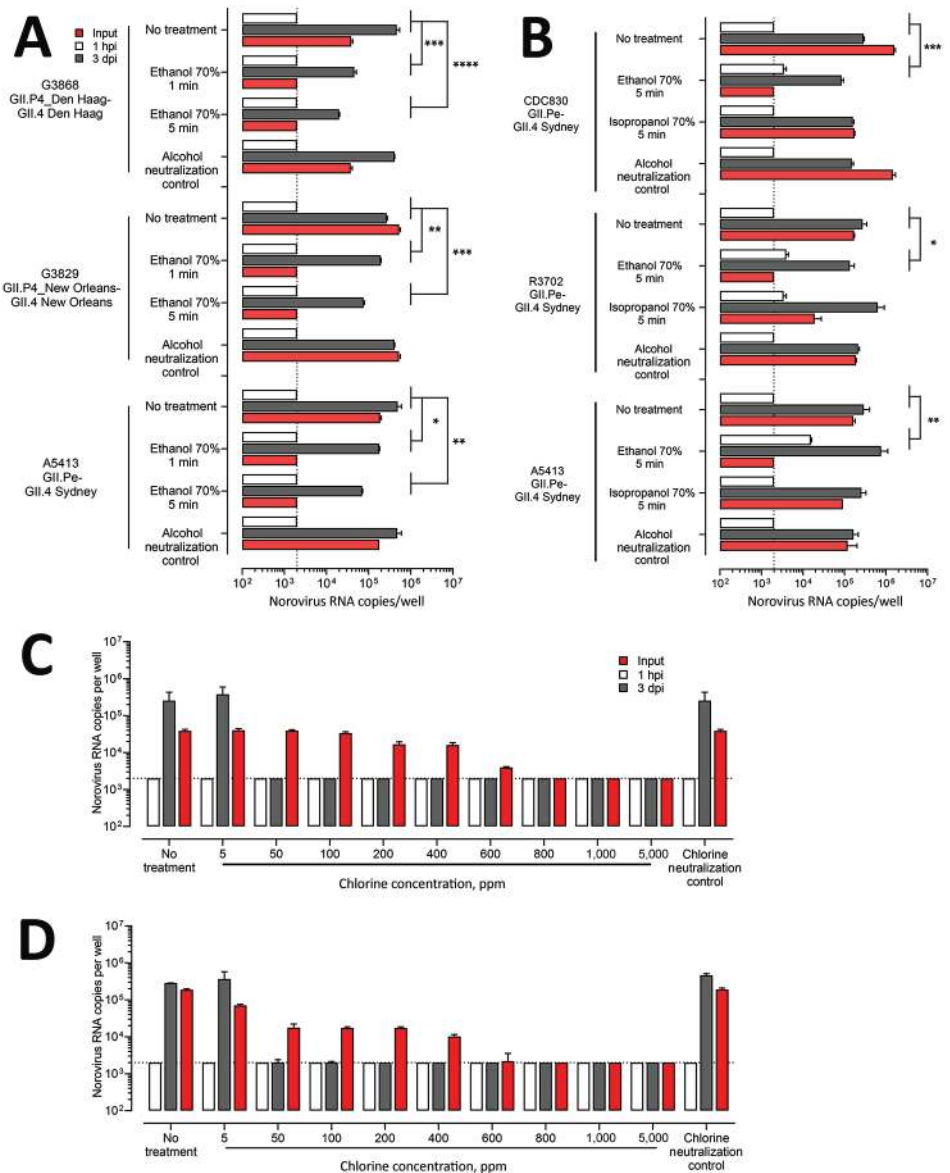 A
Input
1 hpi
3 dpi
G3868
GII.P4_Den Haag-
GII.4 Den Haag
No treatment
Ethanol 70%
1 min
Ethanol 70%
5 min
Alcohol
neutralization
control
***
****
G3829
GII.P4_New Orleans-
GII.4 New Orleans
No treatment
Ethanol 70%
1 min
Ethanol 70%
5 min
Alcohol
neutralization
control
**
***
A5413
GII.Pe-
GII.4 Sydney
No treatment
Ethanol 70%
1 min
Ethanol 70%
5 min
Alcohol
neutralization
control
*
**
10² 10³ 10⁴ 10⁵ 10⁶ 10⁷
Norovirus RNA copies/well
B
CDC830
GII.Pe-
GII.4 Sydney
No treatment
Ethanol 70%
5 min
Isopropanol 70%
5 min
Alcohol
neutralization
control
***
R3702
GII.Pe-
GII.4 Sydney
No treatment
Ethanol 70%
5 min
Isopropanol 70%
5 min
Alcohol
neutralization
control
*
A5413
GII.Pe-
GII.4 Sydney
No treatment
Ethanol 70%
5 min
Isopropanol 70%
5 min
Alcohol
neutralization
control
**
10² 10³ 10⁴ 10⁵ 10⁶ 10⁷
Norovirus RNA copies/well
C
Norovirus RNA copies per well
10⁷
10⁶
10⁵
10⁴
10³
10²
Input
1 hpi
3 dpi
No
treatment
5 50 100 200 400 600 800 1,000 5,000
Chlorine
neutralization
control
Chlorine concentration, ppm
D
Norovirus RNA copies per well
10⁷
10⁶
10⁵
10⁴
10³
10²
No
treatment
5 50 100 200 400 600 800 1,000 5,000
Chlorine
neutralization
control
Chlorine concentration, ppm